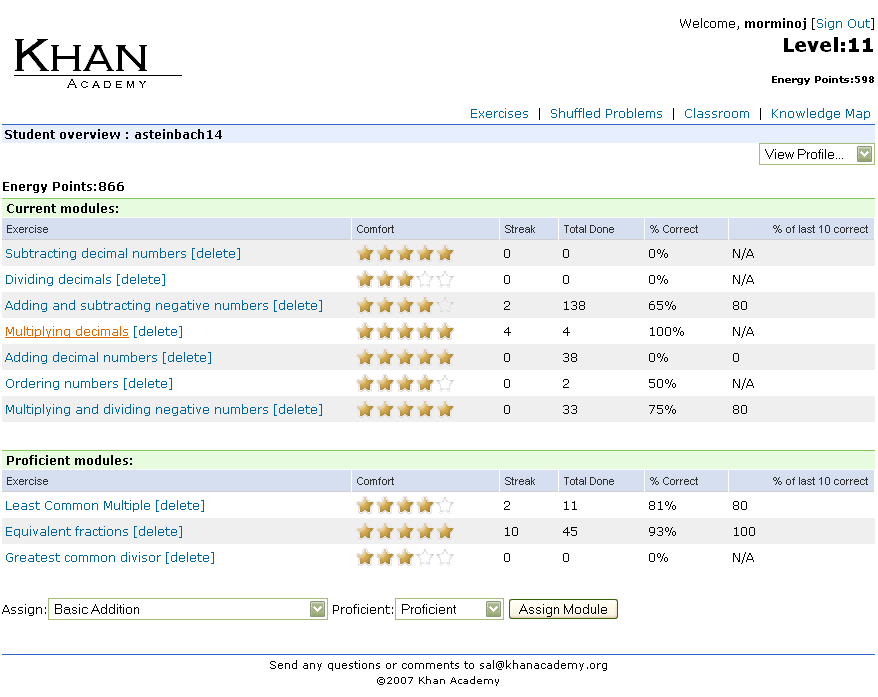 Welcome, morminoj [Sign Out]
Level:11
KHAN
ACADEMY
Energy Points:598
Exercises | Shuffled Problems | Classroom | Knowledge Map
Student overview : asteinbach14
View Profile...
Energy Points:866
Current modules:
Exercise Comfort Streak Total Done % Correct % of last 10 correct
Subtracting decimal numbers [delete] 0 0 0% N/A
Dividing decimals [delete] 0 0 0% N/A
Adding and subtracting negative numbers [delete] 2 138 65% 80
Multiplying decimals [delete] 4 4 100% N/A
Adding decimal numbers [delete] 0 38 0% 0
Ordering numbers [delete] 0 2 50% N/A
Multiplying and dividing negative numbers [delete] 0 33 75% 80
Proficient modules:
Exercise Comfort Streak Total Done % Correct % of last 10 correct
Least Common Multiple [delete] 2 11 81% 80
Equivalent fractions [delete] 10 45 93% 100
Greatest common divisor [delete] 0 0 0% N/A
Assign: Basic Addition Proficient: Proficient Assign Module
Send any questions or comments to sal@khanacademy.org
©2007 Khan Academy